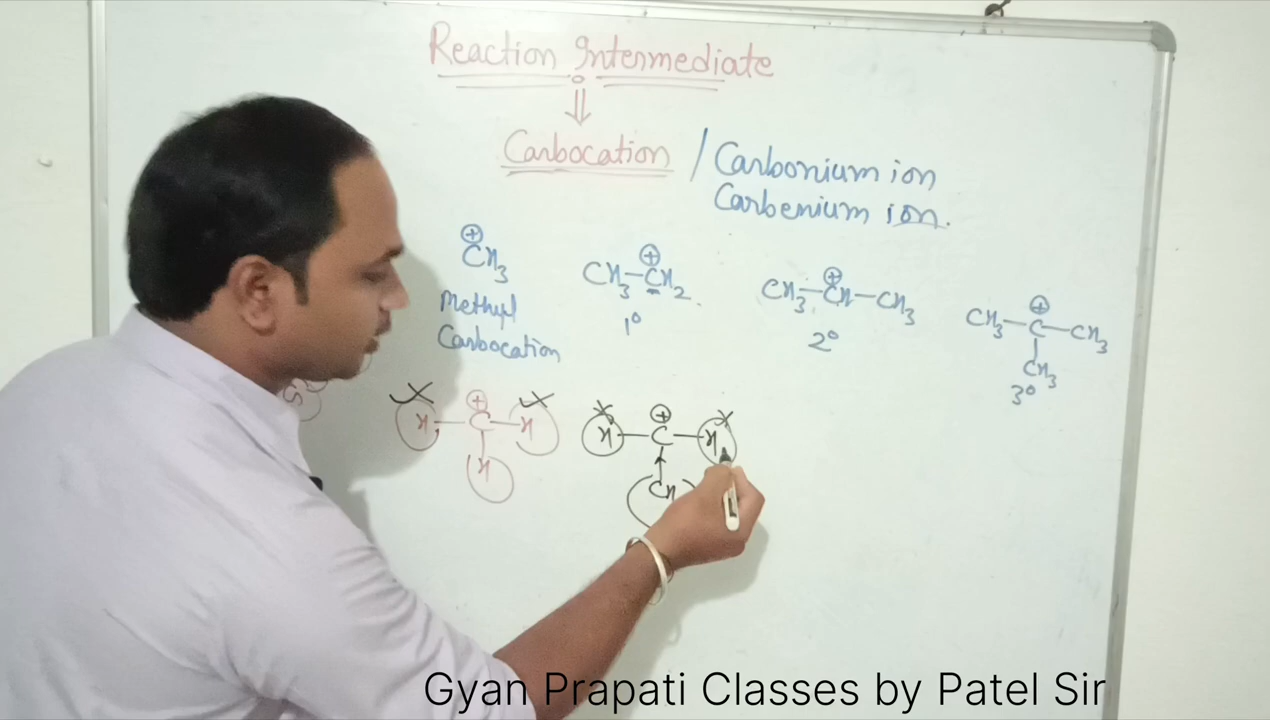 Reaction Intermediate
⇓
Carbocation / Carbonium ion
Carbenium ion.
⊕
CH3
Methyl
Carbocation
⊕
CH3–CH2
1°
⊕
CH3–CH–CH3
2°
⊕
CH3–C–CH3
CH3
3°
⊕
H–C–H
H
⊕
H–C–H
CH
Gyan Prapati Classes by Patel Sir